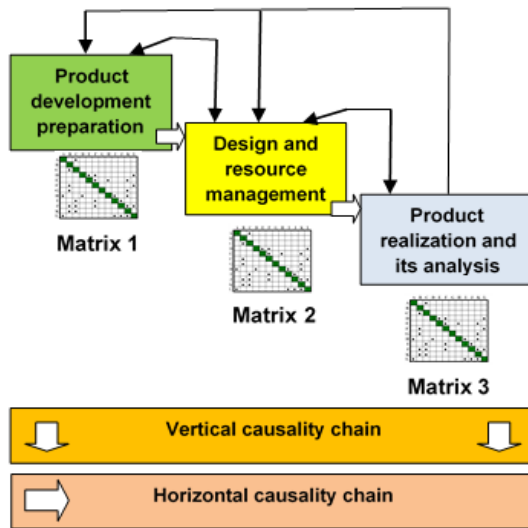 Product
development
preparation
Design and
resource
management
Product
realization and
its analysis
Matrix 1
Matrix 2
Matrix 3
Vertical causality chain
Horizontal causality chain